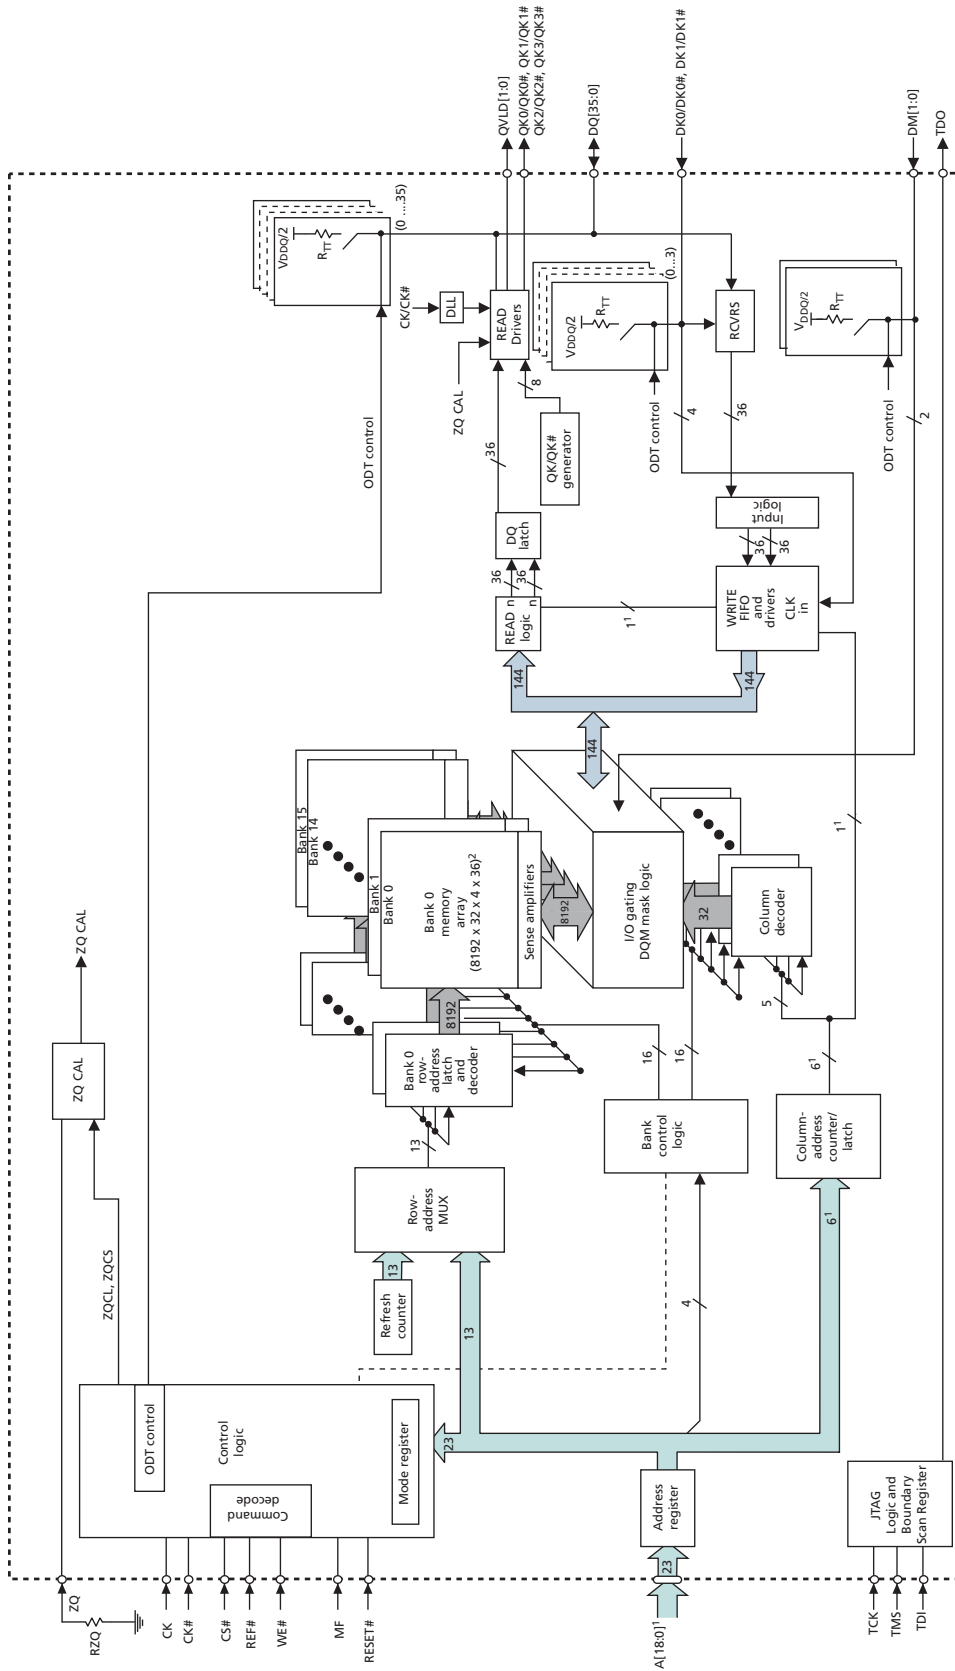 ZQ
RZQ
CK
CK#
CS#
REF#
WE#
MF
RESET#
A[18:0]¹
TCK
TMS
TDI
ZQCL, ZQCS
ZQ CAL
ZQ CAL
ODT control
Control
logic
Command
decode
Mode register
23
23
Address
register
JTAG
Logic and
Boundary
Scan Register
Refresh
counter
13
13
4
6¹
Row-
address
MUX
13
Bank
control
logic
16
16
Column-
address
counter/
latch
6¹
5
1¹
Bank 0
row-
address
latch
and
decoder
8192
Bank 15
Bank 14
Bank 1
Bank 0
Bank 0
memory
array
(8192 x 32 x 4 x 36)²
Sense amplifiers
8192
I/O gating
DQM mask logic
32
Column
decoder
144
144
144
READ n
logic n
36
36
DQ
latch
36
1¹
WRITE
FIFO
and
drivers
CLK
in
36
36
Input
logic
36
4
QK/QK#
generator
8
ZQ CAL
CK/CK#
DLL
READ
Drivers
ODT control
VDDQ/2
RTT
(0 ....35)
ODT control
VDDQ/2
RTT
(0...3)
RCVRS
ODT control
VDDQ/2
RTT
2
QVLD[1:0]
QK0/QK0#, QK1/QK1#
QK2/QK2#, QK3/QK3#
DQ[35:0]
DK0/DK0#, DK1/DK1#
DM[1:0]
TDO